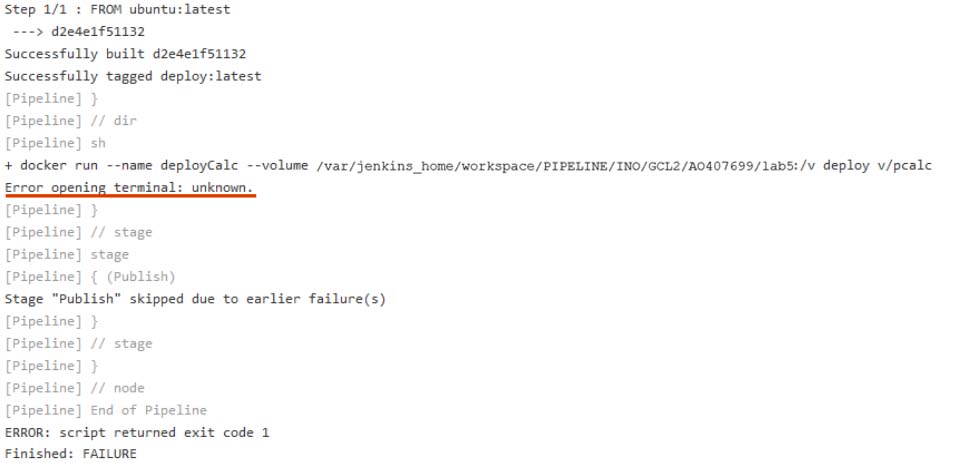 Step 1/1 : FROM ubuntu:latest
---> d2e4e1f51132
Successfully built d2e4e1f51132
Successfully tagged deploy:latest
[Pipeline] }
[Pipeline] // dir
[Pipeline] sh
+ docker run --name deployCalc --volume /var/jenkins_home/workspace/PIPELINE/INO/GCL2/AO407699/lab5:/v deploy v/pcalc
Error opening terminal: unknown.
[Pipeline] }
[Pipeline] // stage
[Pipeline] stage
[Pipeline] { (Publish)
Stage "Publish" skipped due to earlier failure(s)
[Pipeline] }
[Pipeline] // stage
[Pipeline] }
[Pipeline] // node
[Pipeline] End of Pipeline
ERROR: script returned exit code 1
Finished: FAILURE